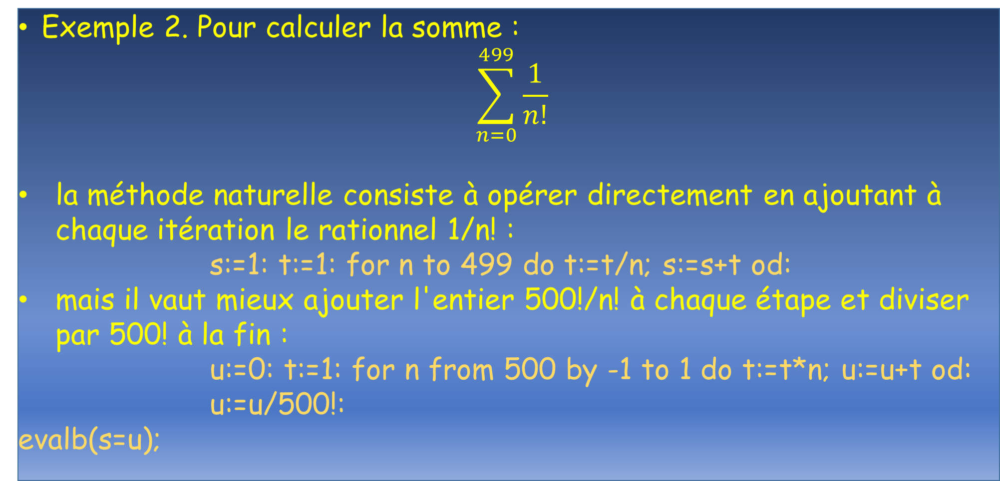 • Exemple 2. Pour calculer la somme :
499
∑ 1/n!
n=0
• la méthode naturelle consiste à opérer directement en ajoutant à
chaque itération le rationnel 1/n! :
s:=1: t:=1: for n to 499 do t:=t/n; s:=s+t od:
• mais il vaut mieux ajouter l'entier 500!/n! à chaque étape et diviser
par 500! à la fin :
u:=0: t:=1: for n from 500 by -1 to 1 do t:=t*n; u:=u+t od:
u:=u/500!:
evalb(s=u);